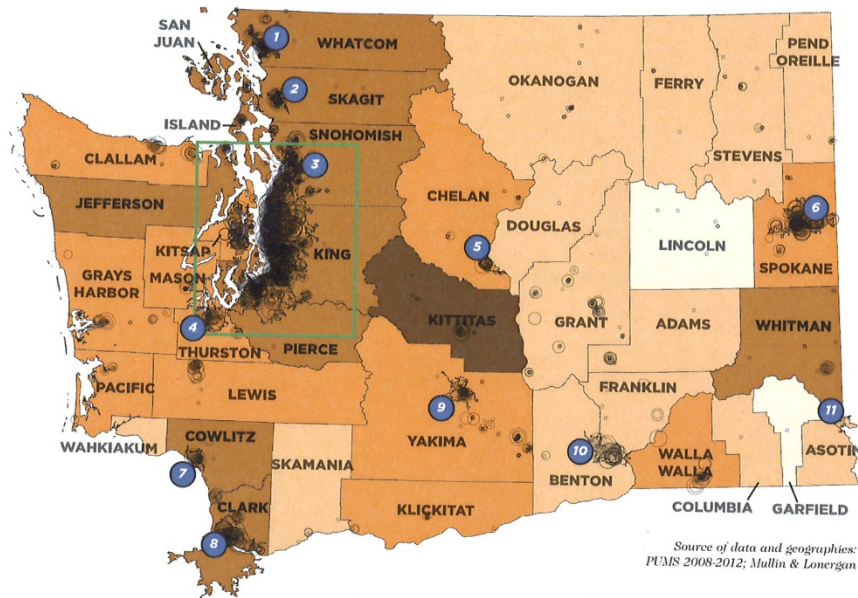 SAN
JUAN
1
WHATCOM
PEND
OREILLE
OKANOGAN
FERRY
2
SKAGIT
ISLAND
SNOHOMISH
STEVENS
CLALLAM
3
CHELAN
JEFFERSON
DOUGLAS
6
KITSAP
KING
5
LINCOLN
SPOKANE
MASON
GRAYS
HARBOR
KITTITAS
GRANT
ADAMS
WHITMAN
4
THURSTON
PIERCE
PACIFIC
LEWIS
FRANKLIN
9
YAKIMA
11
WAHKIAKUM
COWLITZ
SKAMANIA
10
BENTON
WALLA
WALLA
ASOTIN
7
CLARK
KLICKITAT
COLUMBIA
GARFIELD
8
Source of data and geographies:
PUMS 2008-2012; Mullin & Lonergan